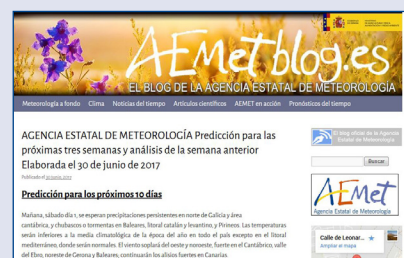 AEMetblog.es
EL BLOG DE LA AGENCIA ESTATAL DE METEOROLOGÍA
Meteorología a fondo Clima Noticias del tiempo Artículos científicos AEMET en acción Pronósticos del tiempo
AGENCIA ESTATAL DE METEOROLOGÍA Predicción para las
próximas tres semanas y análisis de la semana anterior
Elaborada el 30 de junio de 2017
Publicado el 30 junio, 2017
Predicción para los próximos 10 días
Mañana, sábado día 1, se esperan precipitaciones persistentes en norte de Galicia y área
cantábrica, y chubascos o tormentas en Baleares, litoral catalán y levantino, y Pirineos. Las temperaturas
serán inferiores a la media climatológica de la época del año en todo el país excepto en el litoral
mediterráneo, donde serán normales. El viento soplará del oeste y noroeste, fuerte en el Cantábrico, valle
del Ebro, noreste de Gerona y Baleares, continuarán los alisios fuertes en Canarias.
El blog oficial de la Agencia
Estatal de Meteorología
Buscar
AEMet
Agencia Estatal de Meteorología
Calle de Leonar...
Ampliar el mapa